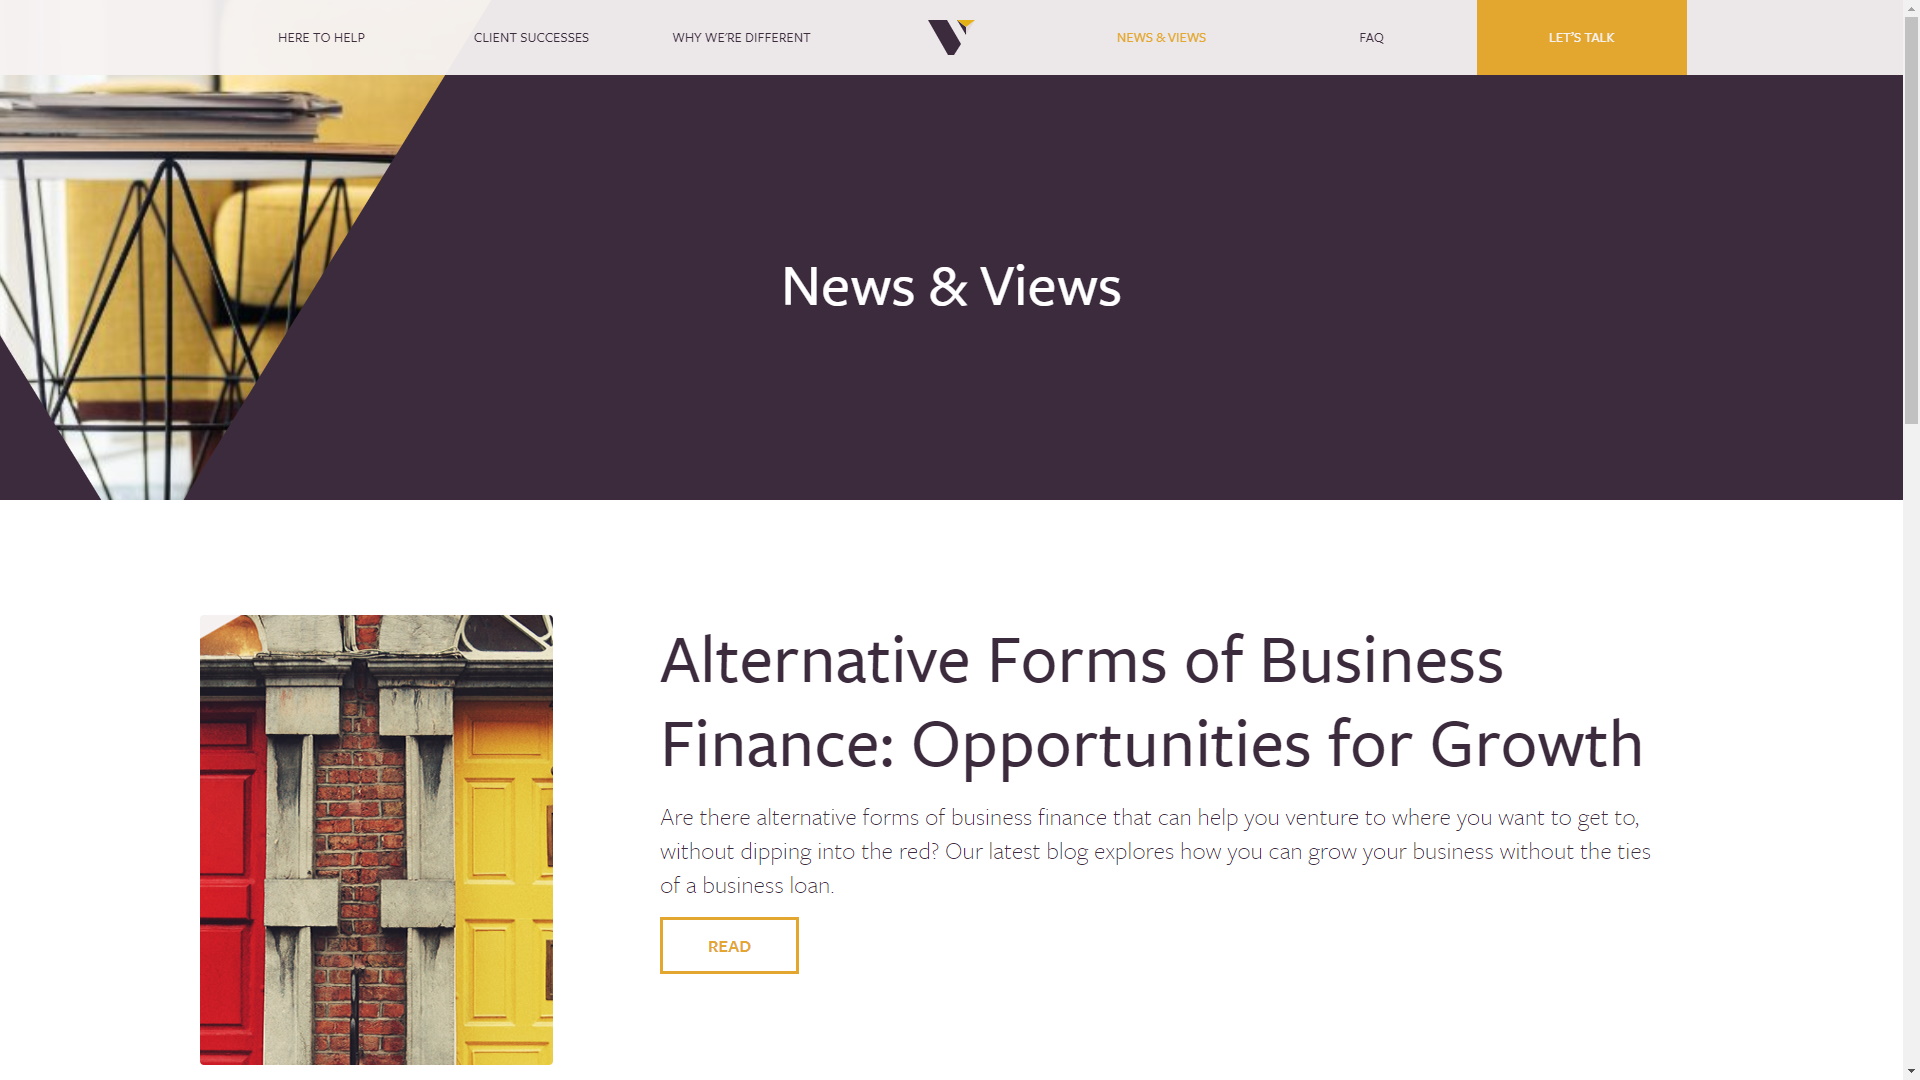 HERE TO HELP
CLIENT SUCCESSES
WHY WE'RE DIFFERENT
NEWS & VIEWS
FAQ
LET'S TALK
News & Views
Alternative Forms of Business
Finance: Opportunities for Growth
Are there alternative forms of business finance that can help you venture to where you want to get to,
without dipping into the red? Our latest blog explores how you can grow your business without the ties
of a business loan.
READ